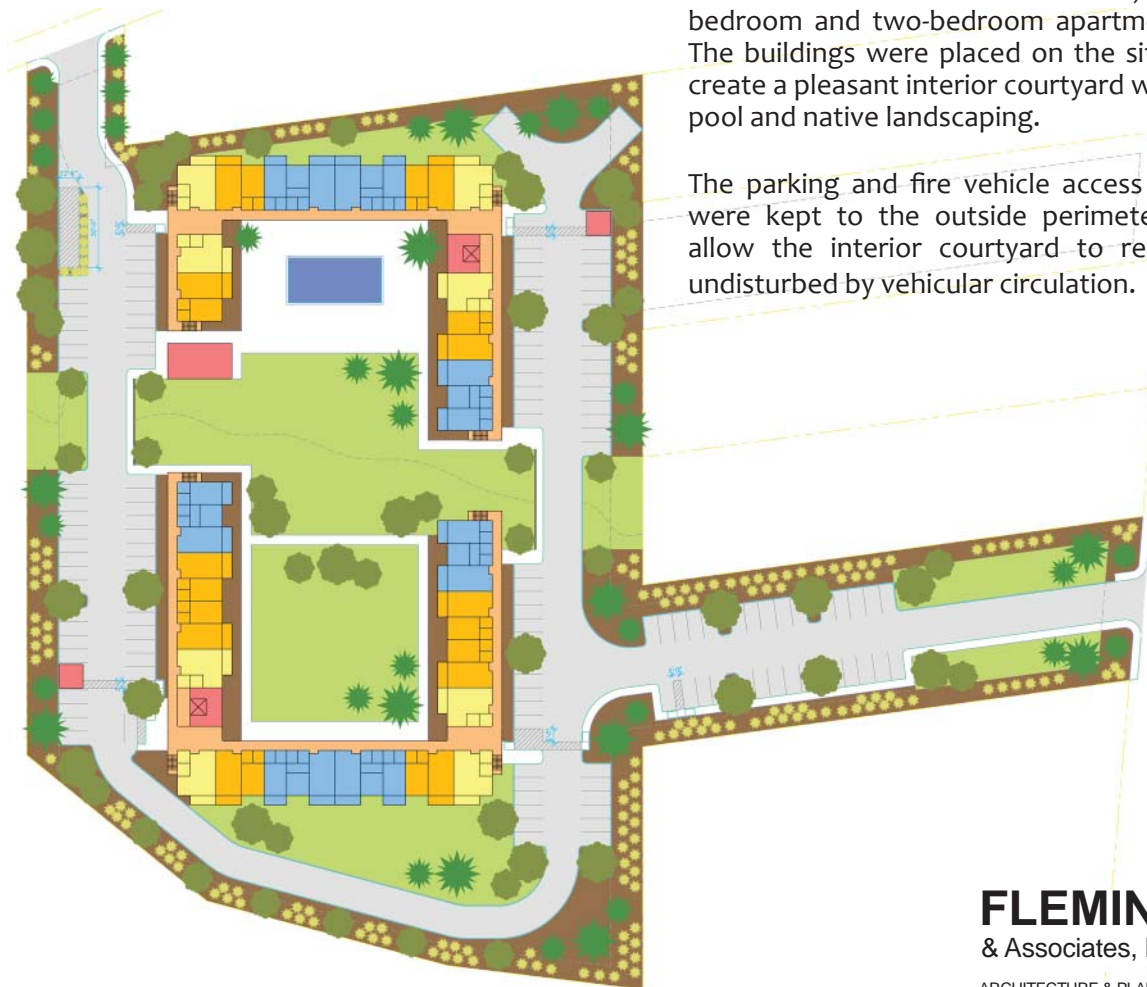 bedroom and two-bedroom apartm
The buildings were placed on the sit
create a pleasant interior courtyard w
pool and native landscaping.
The parking and fire vehicle access
were kept to the outside perimete
allow the interior courtyard to re
undisturbed by vehicular circulation.
FLEMIN
& Associates,